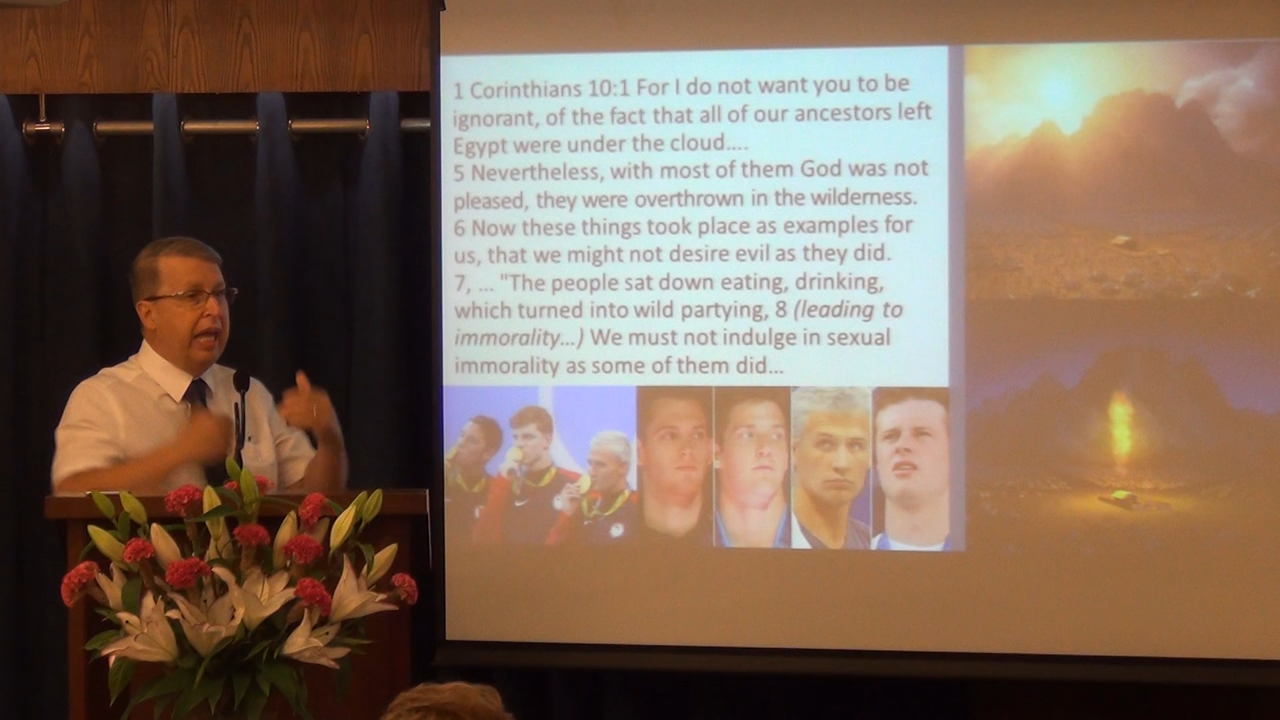 1 Corinthians 10:1 For I do not want you to be
ignorant, of the fact that all of our ancestors left
Egypt were under the cloud....
5 Nevertheless, with most of them God was not
pleased, they were overthrown in the wilderness.
6 Now these things took place as examples for
us, that we might not desire evil as they did.
7, ... "The people sat down eating, drinking,
which turned into wild partying, 8 (leading to
immorality...) We must not indulge in sexual
immorality as some of them did...